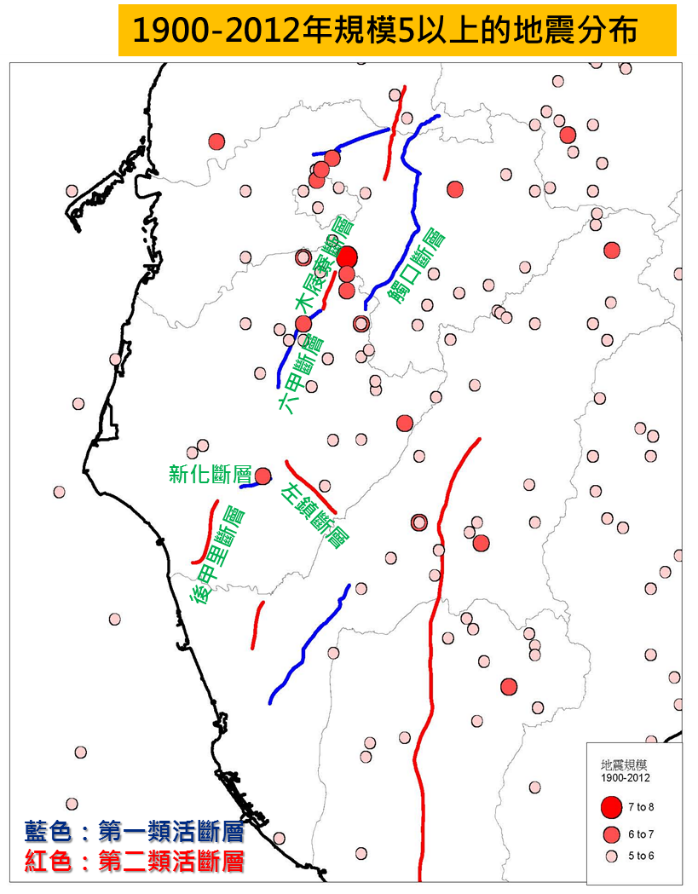 1900-2012年規模5以上的地震分布
木屐寮斷層
觸口斷層
六甲斷層
新化斷層
左鎮斷層
後甲里斷層
地震規模
1900-2012
7 to 8
6 to 7
5 to 6
藍色：第一類活斷層
紅色：第二類活斷層